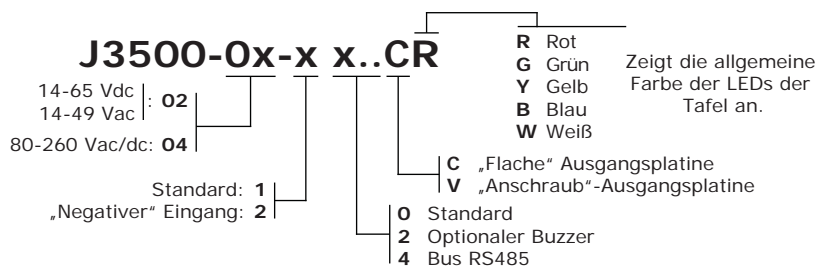 J3500-0x-x x..CR
R Rot
G Grün
Y Gelb
B Blau
W Weiß
Zeigt die allgemeine
Farbe der LEDs der
Tafel an.
14-65 Vdc
14-49 Vac
: 02
80-260 Vac/dc: 04
C „Flache“ Ausgangsplatine
V „Anschraub“-Ausgangsplatine
Standard: 1
„Negativer“ Eingang: 2
0 Standard
2 Optionaler Buzzer
4 Bus RS485